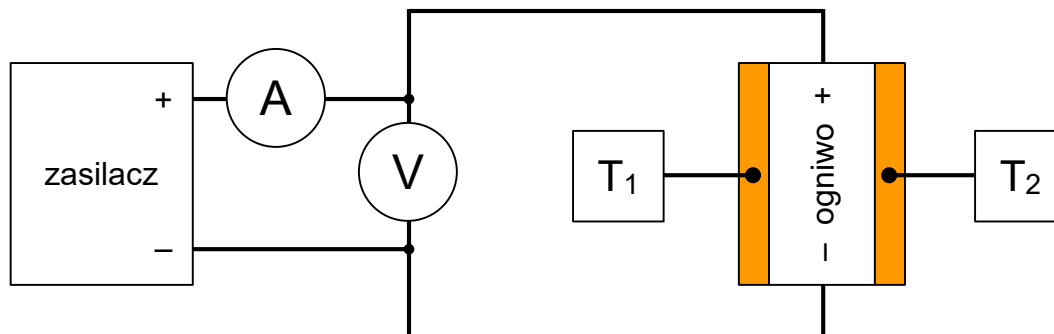 zasilacz
+
–
A
V
T1
– ogniwo +
T2